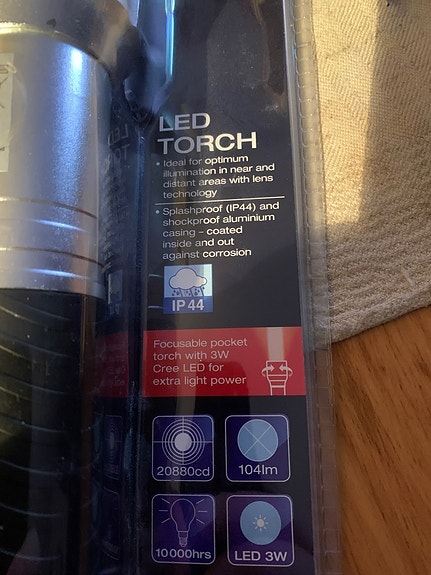 LED
TORCH
• Ideal for optimum
illumination in near and
distant areas with lens
technology
• Splashproof (IP44) and
shockproof aluminium
casing – coated
inside and out
against corrosion
IP44
Focusable pocket
torch with 3W
Cree LED for
extra light power
20880cd
104lm
10000hrs
LED 3W